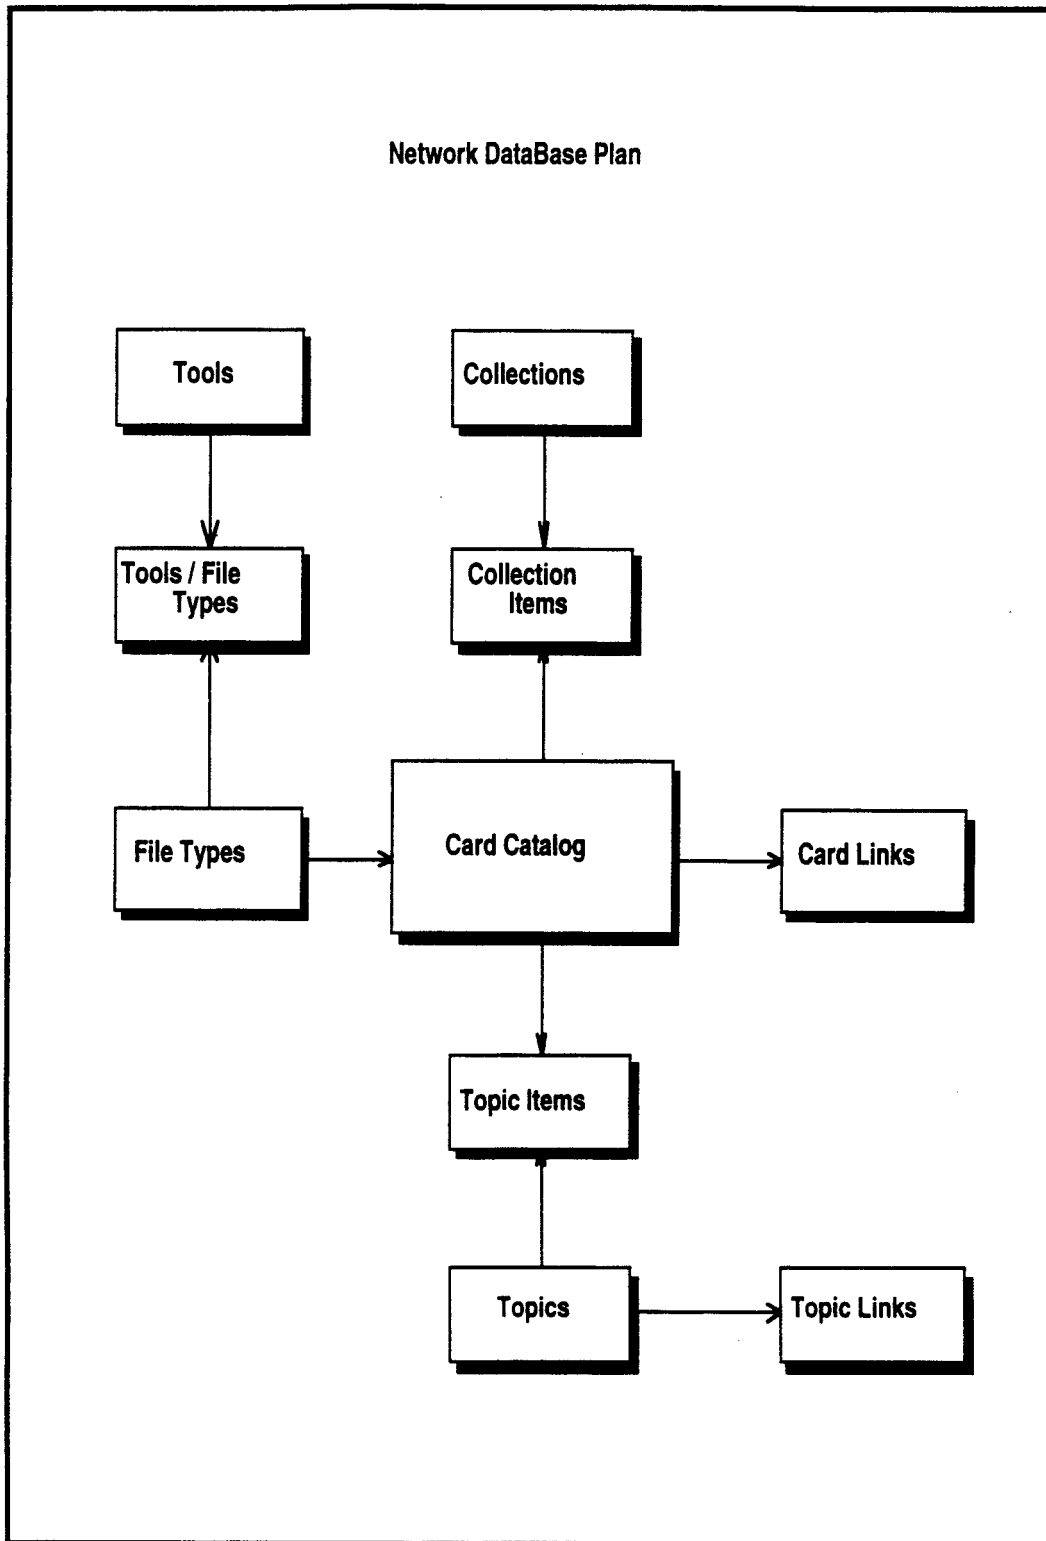 Network DataBase Plan
Tools
Collections
Tools / File
Types
Collection
Items
File Types
Card Catalog
Card Links
Topic Items
Topics
Topic Links